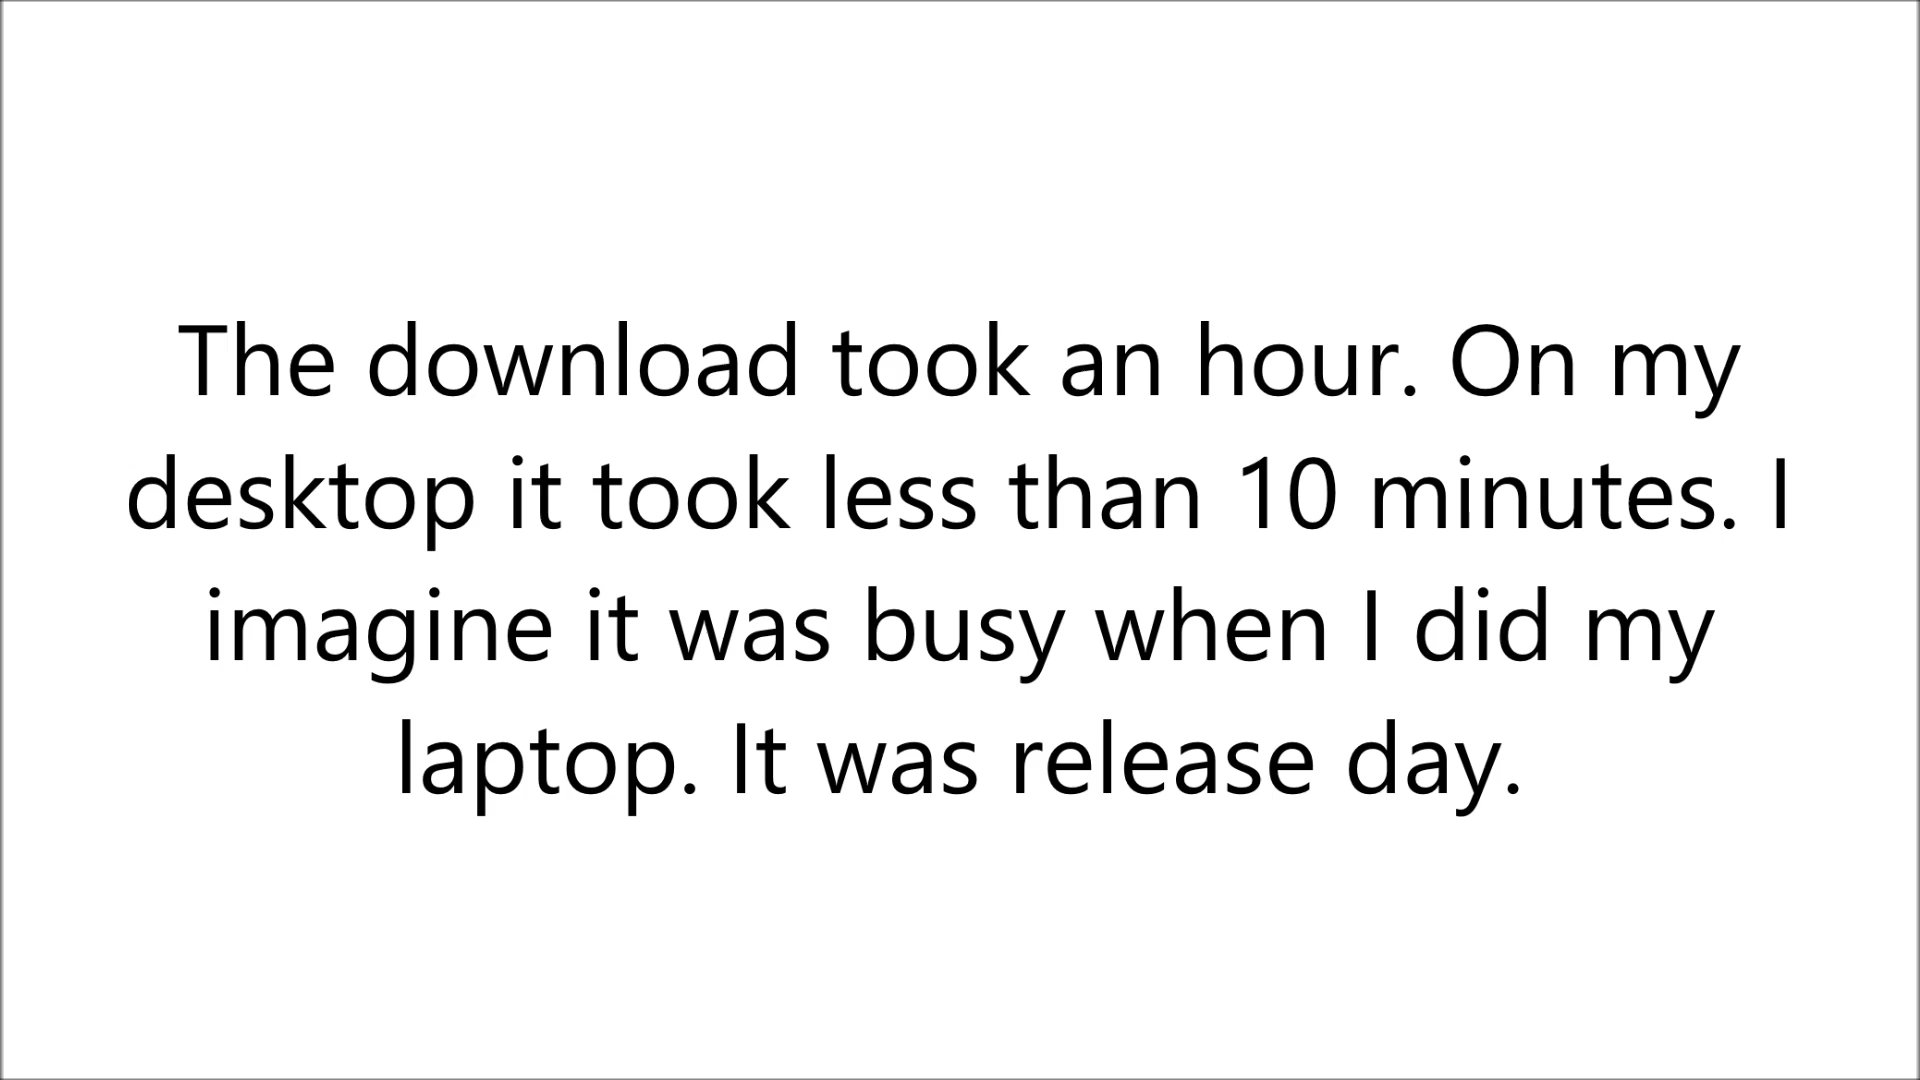 The download took an hour. On my
desktop it took less than 10 minutes. I
imagine it was busy when I did my
laptop. It was release day.